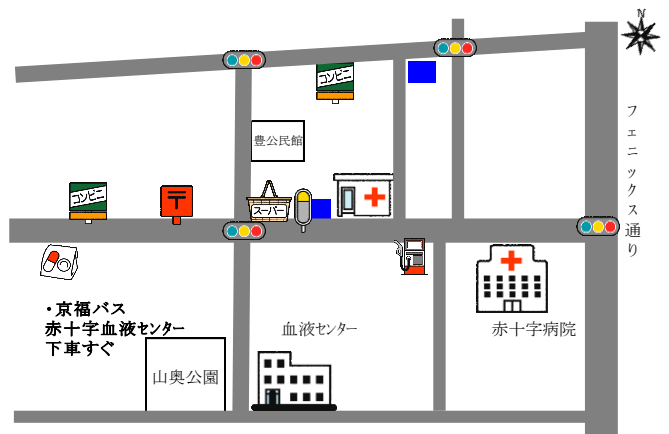 N
コンビニ
フェニックス通り
豊公民館
コンビニ
〒
スーパー
・京福バス
赤十字血液センター
下車すぐ
血液センター
赤十字病院
山奥公園